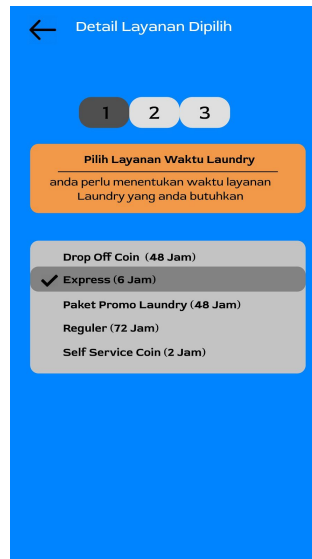 Detail Layanan Dipilih
1 2 3
Pilih Layanan Waktu Laundry
anda perlu menentukan waktu layanan
Laundry yang anda butuhkan
Drop Off Coin (48 Jam)
Express (6 Jam)
Paket Promo Laundry (48 Jam)
Reguler (72 Jam)
Self Service Coin (2 Jam)